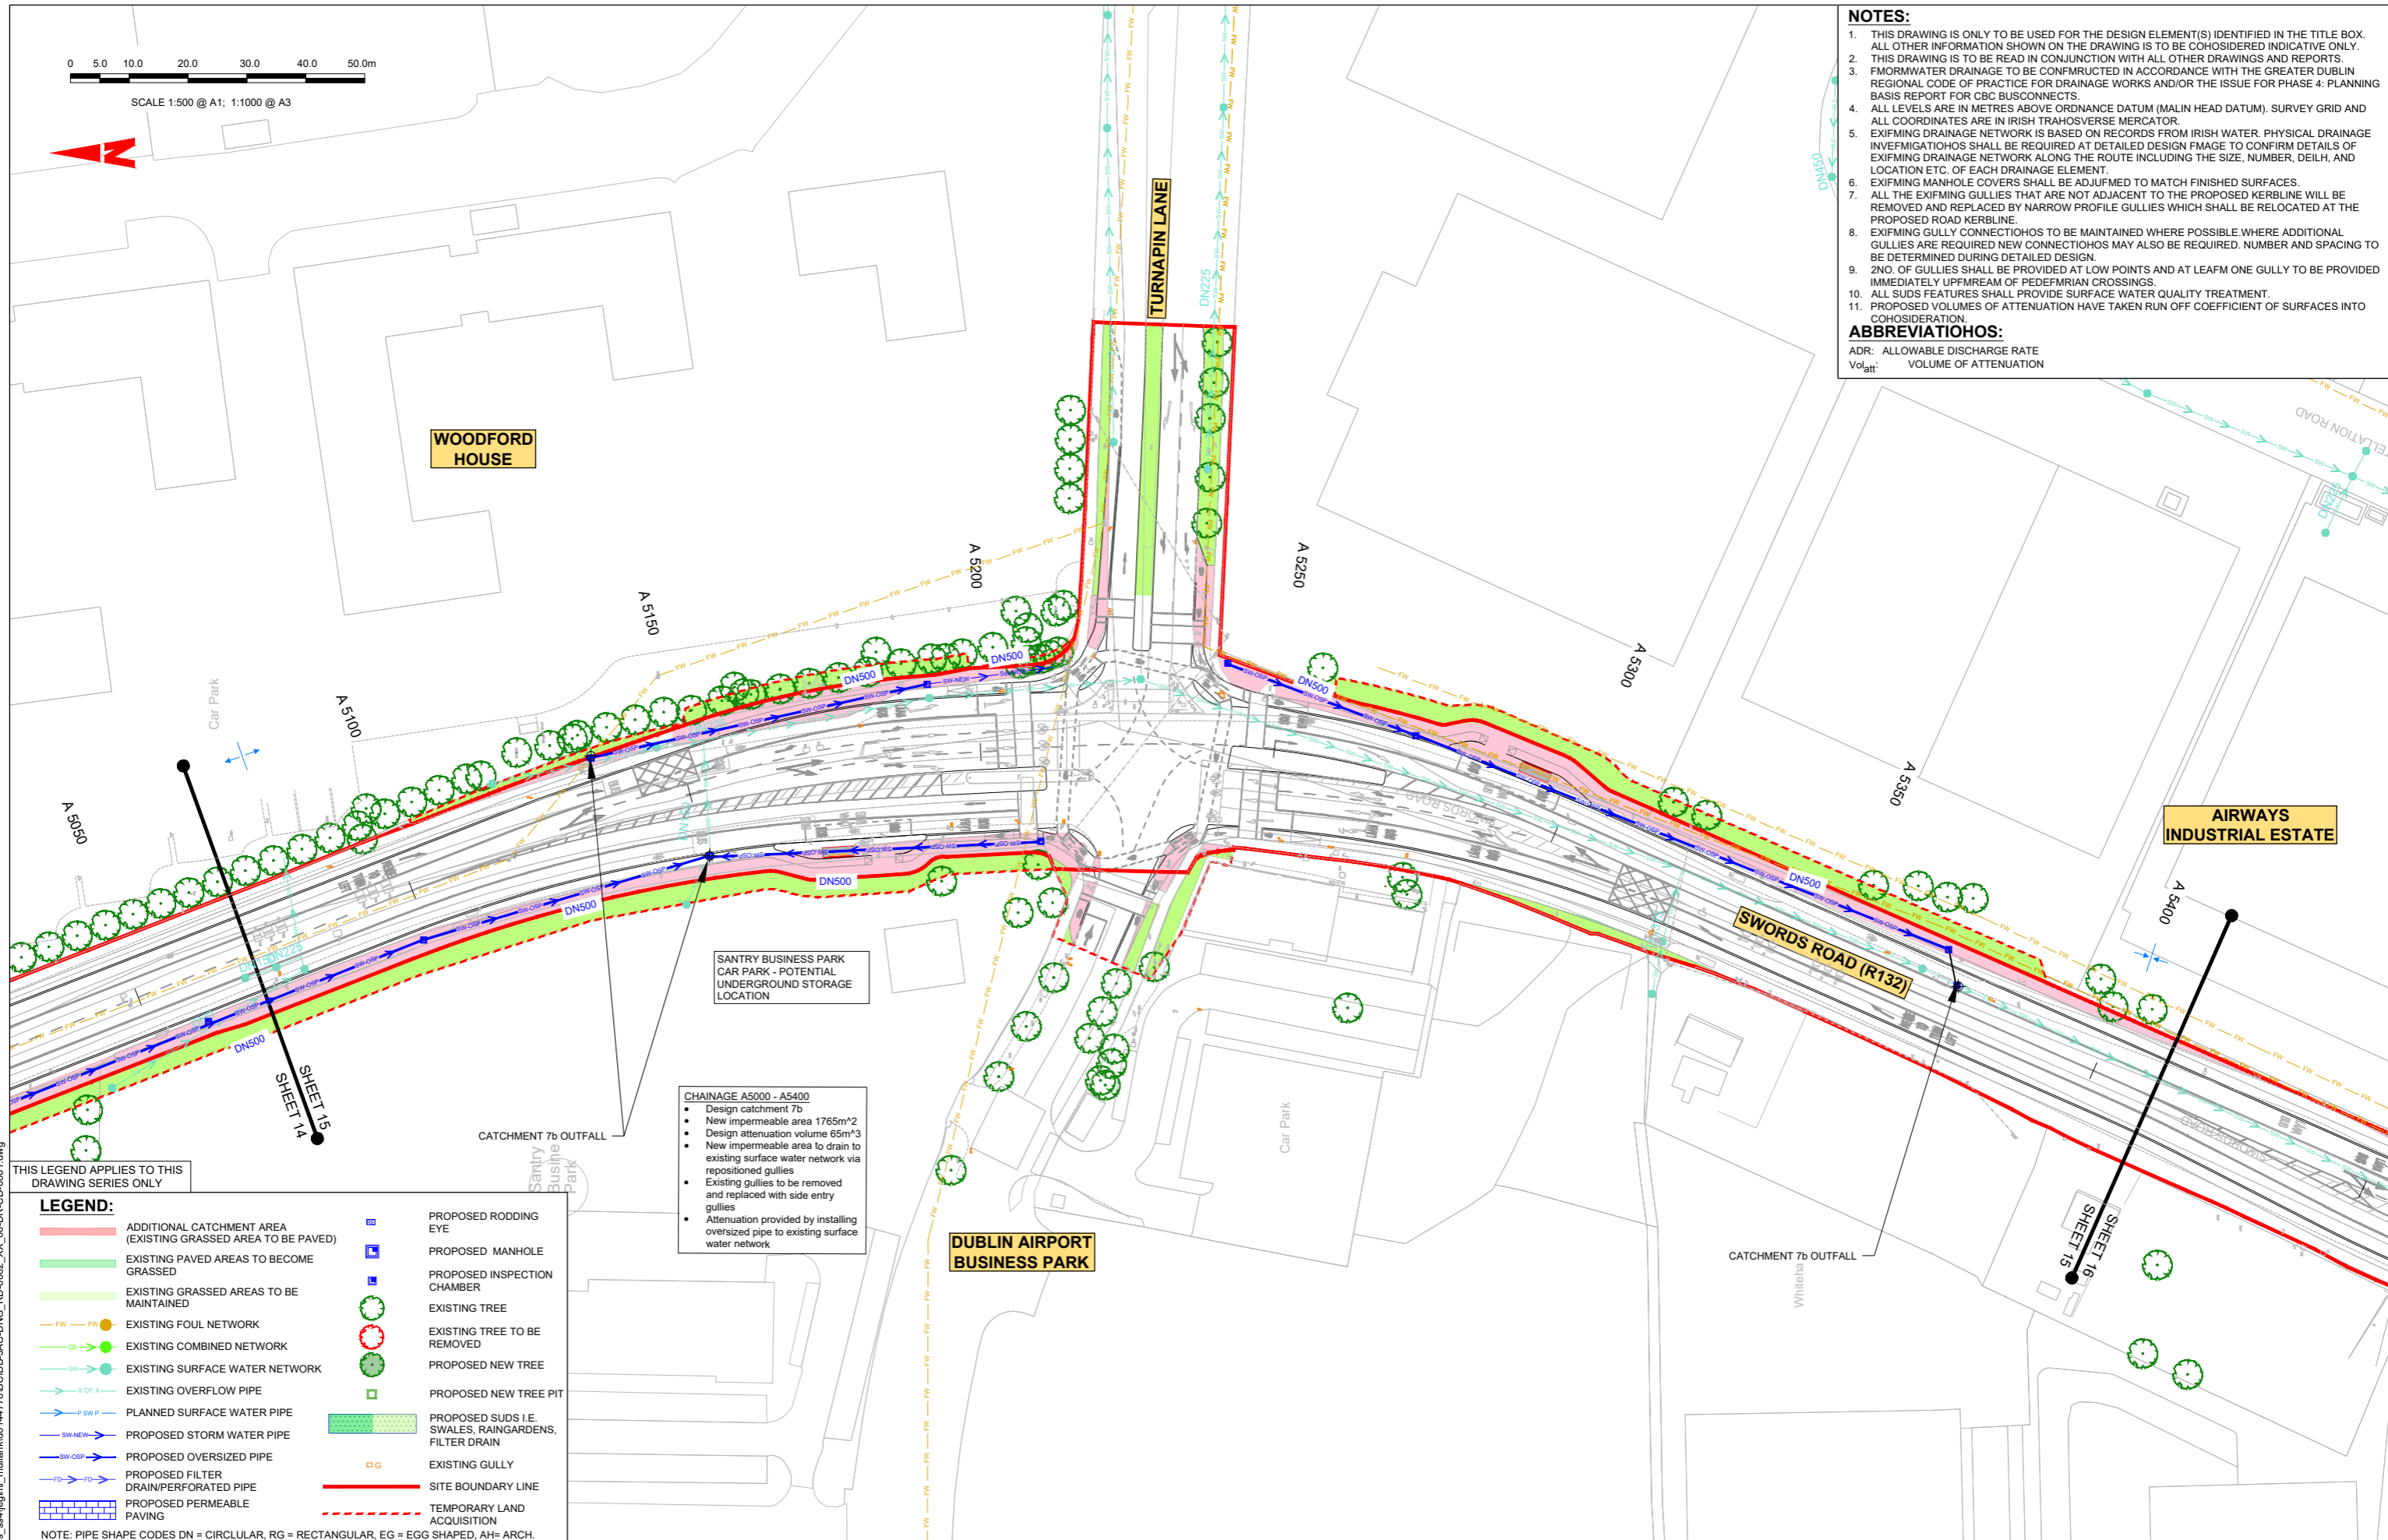 0 5.0 10.0 20.0 30.0 40.0 50.0m
SCALE 1:500 @ A1; 1:1000 @ A3
N
NOTES:
1. THIS DRAWING IS ONLY TO BE USED FOR THE DESIGN ELEMENT(S) IDENTIFIED IN THE TITLE BOX.
ALL OTHER INFORMATION SHOWN ON THE DRAWING IS TO BE COHOSIDERED INDICATIVE ONLY.
2. THIS DRAWING IS TO BE READ IN CONJUNCTION WITH ALL OTHER DRAWINGS AND REPORTS.
3. FMORMWATER DRAINAGE TO BE CONFMRUCTED IN ACCORDANCE WITH THE GREATER DUBLIN
REGIONAL CODE OF PRACTICE FOR DRAINAGE WORKS AND/OR THE ISSUE FOR PHASE 4: PLANNING
BASIS REPORT FOR CBC BUSCONNECTS.
4. ALL LEVELS ARE IN METRES ABOVE ORDNANCE DATUM (MALIN HEAD DATUM). SURVEY GRID AND
ALL COORDINATES ARE IN IRISH TRAHOSVERSE MERCATOR.
5. EXIFMING DRAINAGE NETWORK IS BASED ON RECORDS FROM IRISH WATER. PHYSICAL DRAINAGE
INVEFMIGATIOHOS SHALL BE REQUIRED AT DETAILED DESIGN FMAGE TO CONFIRM DETAILS OF
EXIFMING DRAINAGE NETWORK ALONG THE ROUTE INCLUDING THE SIZE, NUMBER, DEILH, AND
LOCATION ETC. OF EACH DRAINAGE ELEMENT.
6. EXIFMING MANHOLE COVERS SHALL BE ADJUFMED TO MATCH FINISHED SURFACES.
7. ALL THE EXIFMING GULLIES THAT ARE NOT ADJACENT TO THE PROPOSED KERBLINE WILL BE
REMOVED AND REPLACED BY NARROW PROFILE GULLIES WHICH SHALL BE RELOCATED AT THE
PROPOSED ROAD KERBLINE.
8. EXIFMING GULLY CONNECTIOHOS TO BE MAINTAINED WHERE POSSIBLE.WHERE ADDITIONAL
GULLIES ARE REQUIRED NEW CONNECTIOHOS MAY ALSO BE REQUIRED. NUMBER AND SPACING TO
BE DETERMINED DURING DETAILED DESIGN.
9. 2NO. OF GULLIES SHALL BE PROVIDED AT LOW POINTS AND AT LEAFM ONE GULLY TO BE PROVIDED
IMMEDIATELY UPFMREAM OF PEDEFMRIAN CROSSINGS.
10. ALL SUDS FEATURES SHALL PROVIDE SURFACE WATER QUALITY TREATMENT.
11. PROPOSED VOLUMES OF ATTENUATION HAVE TAKEN RUN OFF COEFFICIENT OF SURFACES INTO
COHOSIDERATION.
ABBREVIATIOHOS:
ADR: ALLOWABLE DISCHARGE RATE
Volatt: VOLUME OF ATTENUATION
DN450
TURNAPIN LANE
DN225
WOODFORD
HOUSE
A 5050
A 5100
A 5150
A 5200
A 5250
A 5300
A 5350
A 5400
Car Park
DN500
DN500
DN500
DN500
DN500
DN500
DN500
DN225
SWORDS ROAD
SWORDS ROAD (R132)
AIRWAYS
INDUSTRIAL ESTATE
SANTRY BUSINESS PARK
CAR PARK - POTENTIAL
UNDERGROUND STORAGE
LOCATION
SHEET 15
SHEET 14
CATCHMENT 7b OUTFALL
CHAINAGE A5000 - A5400
• Design catchment 7b
• New impermeable area 1765m^2
• Design attenuation volume 65m^3
• New impermeable area to drain to
existing surface water network via
repositioned gullies
• Existing gullies to be removed
and replaced with side entry
gullies
• Attenuation provided by installing
oversized pipe to existing surface
water network
Santry
Busine
Park
Car Park
DUBLIN AIRPORT
BUSINESS PARK
CATCHMENT 7b OUTFALL
Whiteha
SHEET 16
SHEET 15
SWORDS ROAD
THIS LEGEND APPLIES TO THIS
DRAWING SERIES ONLY
LEGEND:
ADDITIONAL CATCHMENT AREA
(EXISTING GRASSED AREA TO BE PAVED)
EXISTING PAVED AREAS TO BECOME
GRASSED
EXISTING GRASSED AREAS TO BE
MAINTAINED
FW FW EXISTING FOUL NETWORK
CB EXISTING COMBINED NETWORK
SW EXISTING SURFACE WATER NETWORK
X OF X EXISTING OVERFLOW PIPE
P SW P PLANNED SURFACE WATER PIPE
SW-NEW PROPOSED STORM WATER PIPE
SW-OSP PROPOSED OVERSIZED PIPE
FD FD PROPOSED FILTER
DRAIN/PERFORATED PIPE
PROPOSED PERMEABLE
PAVING
PROPOSED RODDING
EYE
PROPOSED MANHOLE
PROPOSED INSPECTION
CHAMBER
EXISTING TREE
EXISTING TREE TO BE
REMOVED
PROPOSED NEW TREE
PROPOSED NEW TREE PIT
PROPOSED SUDS I.E.
SWALES, RAINGARDENS,
FILTER DRAIN
G EXISTING GULLY
SITE BOUNDARY LINE
TEMPORARY LAND
ACQUISITION
NOTE: PIPE SHAPE CODES DN = CIRCLULAR, RG = RECTANGULAR, EG = EGG SHAPED, AH= ARCH.